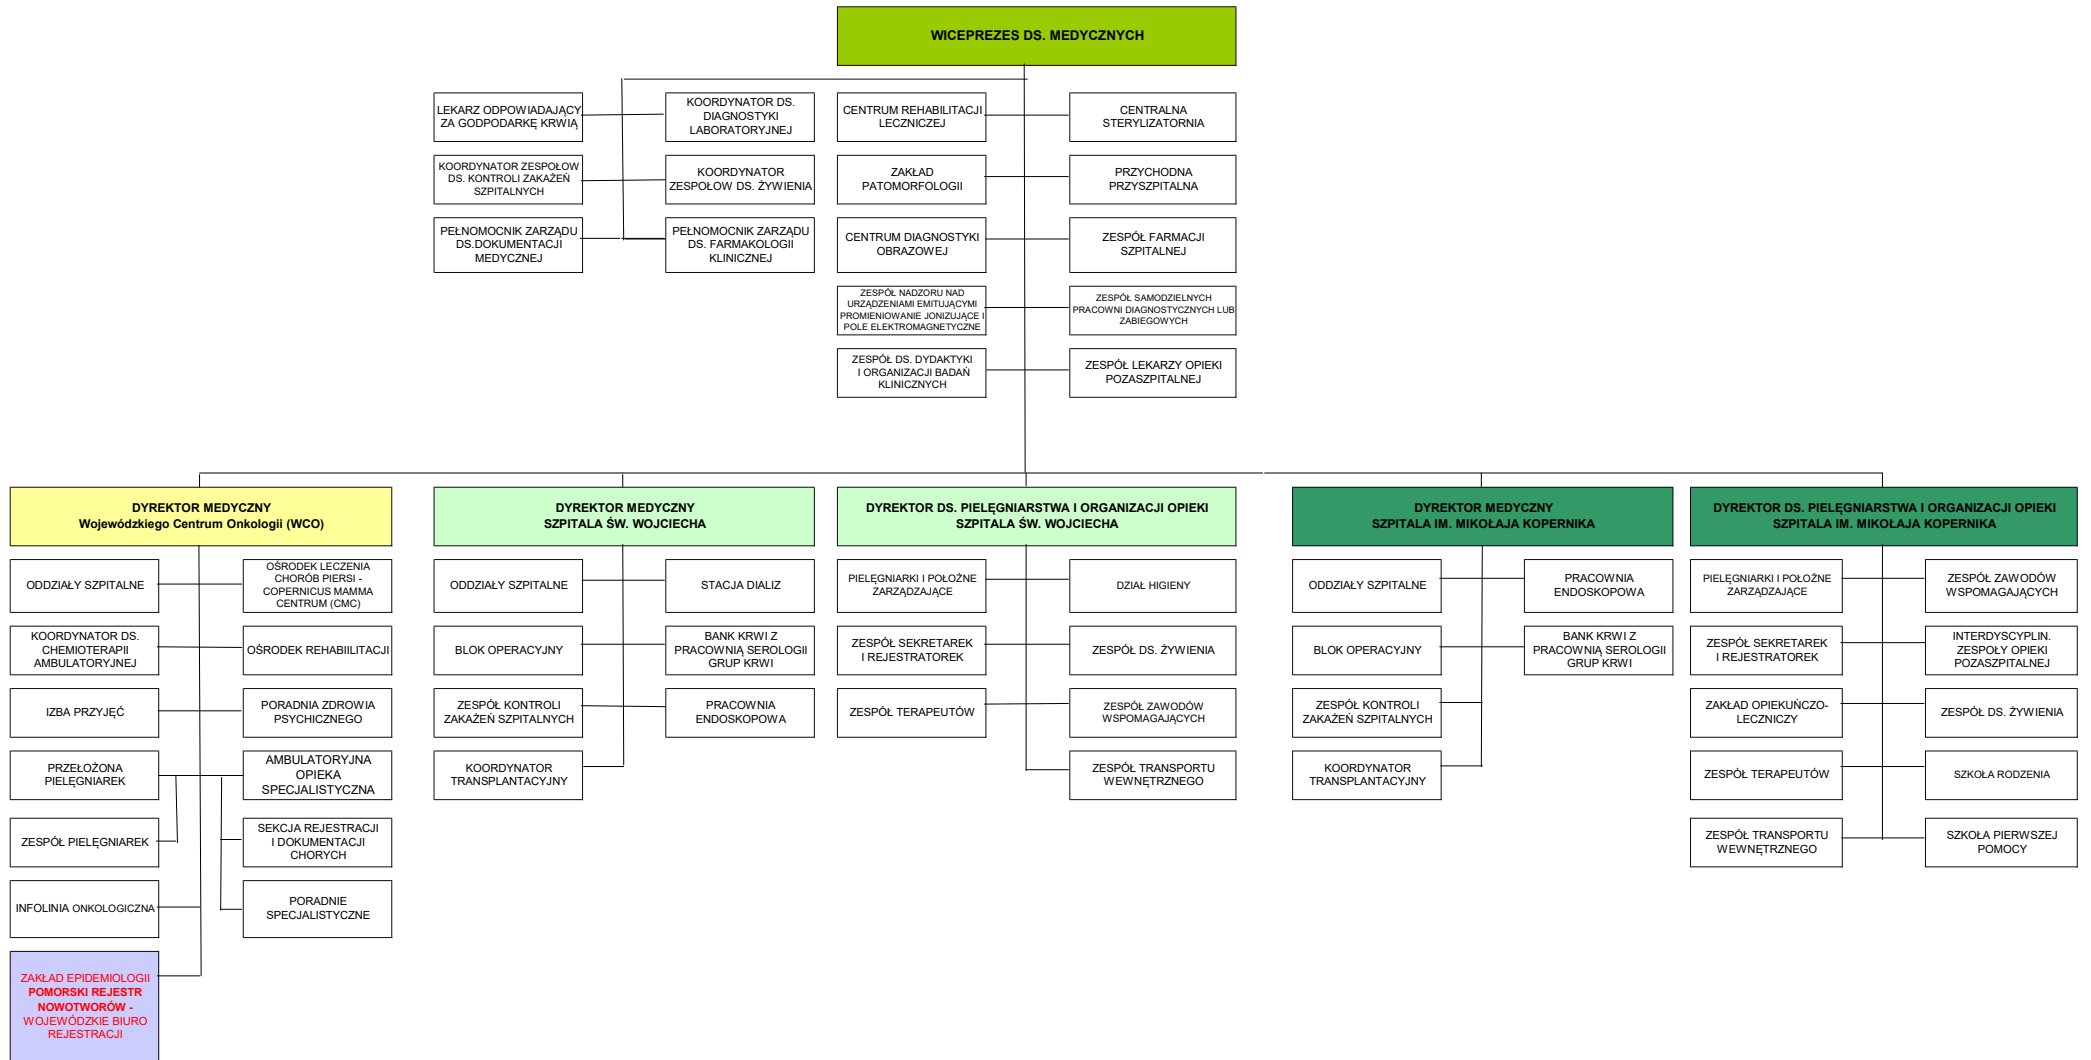 WICEPREZES DS. MEDYCZNYCH
LEKARZ ODPOWIADAJĄCY
ZA GODPODARKĘ KRWIĄ
KOORDYNATOR DS.
DIAGNOSTYKI
LABORATORYJNEJ
CENTRUM REHABILITACJI
LECZNICZEJ
CENTRALNA
STERYLIZATORNIA
KOORDYNATOR ZESPOŁOW
DS. KONTROLI ZAKAŻEŃ
SZPITALNYCH
KOORDYNATOR
ZESPOŁOW DS. ŻYWIENIA
ZAKŁAD
PATOMORFOLOGII
PRZYCHODNA
PRZYSZPITALNA
PEŁNOMOCNIK ZARZĄDU
DS.DOKUMENTACJI
MEDYCZNEJ
PEŁNOMOCNIK ZARZĄDU
DS. FARMAKOLOGII
KLINICZNEJ
CENTRUM DIAGNOSTYKI
OBRAZOWEJ
ZESPÓŁ FARMACJI
SZPITALNEJ
ZESPÓŁ NADZORU NAD
URZĄDZENIAMI EMITUJĄCYMI
PROMIENIOWANIE JONIZUJĄCE I
POLE ELEKTROMAGNETYCZNE
ZESPÓŁ SAMODZIELNYCH
PRACOWNI DIAGNOSTYCZNYCH LUB
ZABIEGOWYCH
ZESPÓŁ DS. DYDAKTYKI
I ORGANIZACJI BADAŃ
KLINICZNYCH
ZESPÓŁ LEKARZY OPIEKI
POZASZPITALNEJ
DYREKTOR MEDYCZNY
Wojewódzkiego Centrum Onkologii (WCO)
DYREKTOR MEDYCZNY
SZPITALA ŚW. WOJCIECHA
DYREKTOR DS. PIELĘGNIARSTWA I ORGANIZACJI OPIEKI
SZPITALA ŚW. WOJCIECHA
DYREKTOR MEDYCZNY
SZPITALA IM. MIKOŁAJA KOPERNIKA
DYREKTOR DS. PIELĘGNIARSTWA I ORGANIZACJI OPIEKI
SZPITALA IM. MIKOŁAJA KOPERNIKA
ODDZIAŁY SZPITALNE
OŚRODEK LECZENIA
CHORÓB PIERSI -
COPERNICUS MAMMA
CENTRUM (CMC)
ODDZIAŁY SZPITALNE
STACJA DIALIZ
PIELĘGNIARKI I POŁOŻNE
ZARZĄDZAJĄCE
DZIAŁ HIGIENY
ODDZIAŁY SZPITALNE
PRACOWNIA
ENDOSKOPOWA
PIELĘGNIARKI I POŁOŻNE
ZARZĄDZAJĄCE
ZESPÓŁ ZAWODÓW
WSPOMAGAJĄCYCH
KOORDYNATOR DS.
CHEMIOTERAPII
AMBULATORYJNEJ
OŚRODEK REHABIILITACJI
BLOK OPERACYJNY
BANK KRWI Z
PRACOWNIĄ SEROLOGII
GRUP KRWI
ZESPÓŁ SEKRETAREK
I REJESTRATOREK
ZESPÓŁ DS. ŻYWIENIA
BLOK OPERACYJNY
BANK KRWI Z
PRACOWNIĄ SEROLOGII
GRUP KRWI
ZESPÓŁ SEKRETAREK
I REJESTRATOREK
INTERDYSCYPLIN.
ZESPOŁY OPIEKI
POZASZPITALNEJ
IZBA PRZYJĘĆ
PORADNIA ZDROWIA
PSYCHICZNEGO
ZESPÓŁ KONTROLI
ZAKAŻEŃ SZPITALNYCH
PRACOWNIA
ENDOSKOPOWA
ZESPÓŁ TERAPEUTÓW
ZESPÓŁ ZAWODÓW
WSPOMAGAJĄCYCH
ZESPÓŁ KONTROLI
ZAKAŻEŃ SZPITALNYCH
ZAKŁAD OPIEKUŃCZO-
LECZNICZY
ZESPÓŁ DS. ŻYWIENIA
PRZEŁOŻONA
PIELĘGNIAREK
AMBULATORYJNA
OPIEKA
SPECJALISTYCZNA
KOORDYNATOR
TRANSPLANTACYJNY
ZESPÓŁ TRANSPORTU
WEWNĘTRZNEGO
KOORDYNATOR
TRANSPLANTACYJNY
ZESPÓŁ TERAPEUTÓW
SZKOŁA RODZENIA
ZESPÓŁ PIELĘGNIAREK
SEKCJA REJESTRACJI
I DOKUMENTACJI
CHORYCH
ZESPÓŁ TRANSPORTU
WEWNĘTRZNEGO
SZKOŁA PIERWSZEJ
POMOCY
INFOLINIA ONKOLOGICZNA
PORADNIE
SPECJALISTYCZNE
ZAKŁAD EPIDEMIOLOGII
POMORSKI REJESTR
NOWOTWORÓW -
WOJEWÓDZKIE BIURO
REJESTRACJI